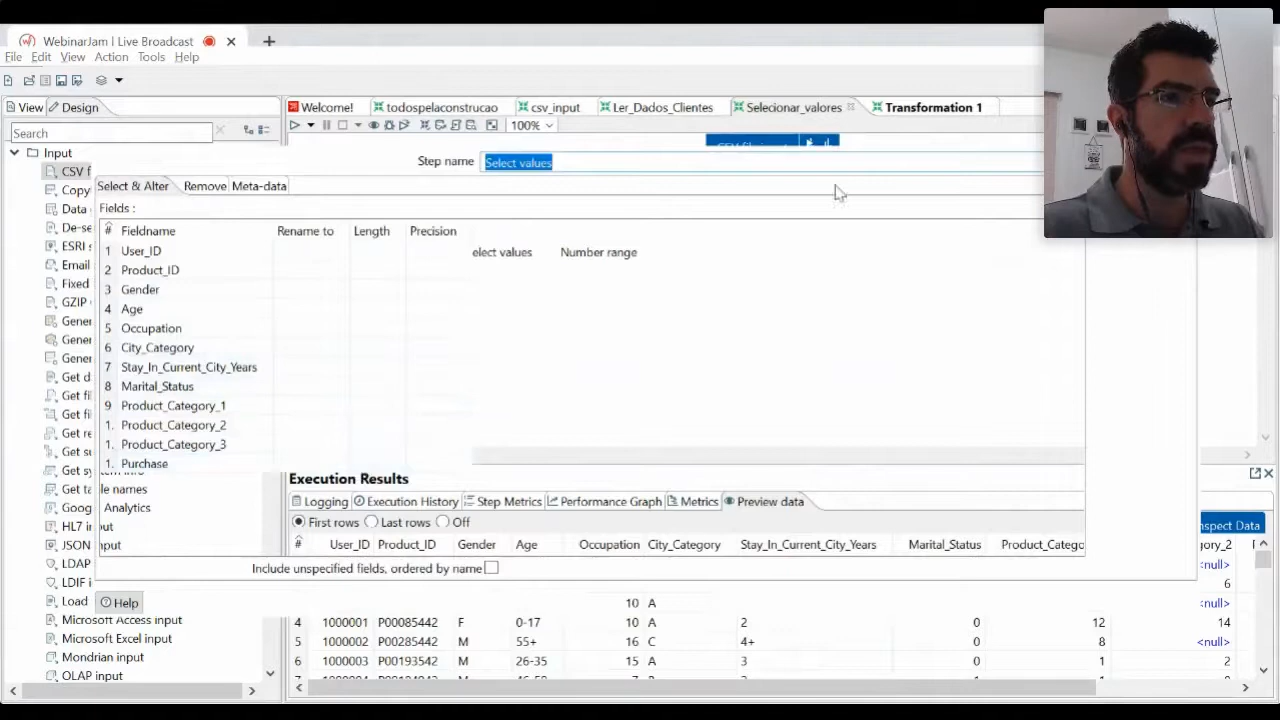 WebinarJam | Live Broadcast
File Edit View Action Tools Help
View Design
Welcome! todospelaconstrucao csv_input Ler_Dados_Clientes Selecionar_valores Transformation 1
Search
100%
Step name Select values
Input
CSV f
Select & Alter Remove Meta-data
Copy
Fields :
Data
# Fieldname Rename to Length Precision
De-se
1 User_ID
elect values Number range
ESRI s
2 Product_ID
Email
3 Gender
Fixed
4 Age
GZIP
5 Occupation
Gener
6 City_Category
Gener
7 Stay_In_Current_City_Years
Gener
8 Marital_Status
Get d
9 Product_Category_1
Get fi
1. Product_Category_2
Get fi
1. Product_Category_3
Get re
1. Purchase
Get su
Get sy
Get ta le names
Execution Results
Logging Execution History Step Metrics Performance Graph Metrics Preview data
Goog Analytics
First rows Last rows Off
HL7 i put
nspect Data
# User_ID Product_ID Gender Age Occupation City_Category Stay_In_Current_City_Years Marital_Status Product_Catego gory_2
JSON nput
LDAP
Include unspecified fields, ordered by name
<null>
LDIF i
6
Load
Help
10 A
<null>
Microsoft Access input
4 1000001 P00085442 F 0-17 10 A 2 0 12 14
Microsoft Excel input
5 1000002 P00285442 M 55+ 16 C 4+ 0 8 <null>
Mondrian input
6 1000003 P00193542 M 26-35 15 A 3 0 1 2
OLAP input